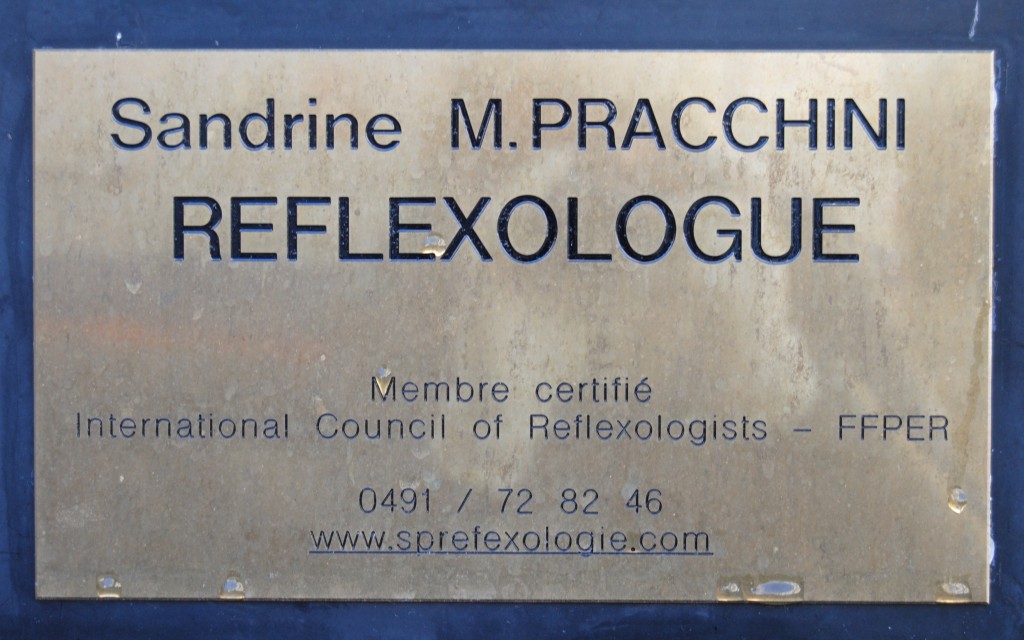 Sandrine M. PRACCHINI
REFLEXOLOGUE
Membre certifié
International Council of Reflexologists – FFPER
0491 / 72 82 46
www.sprefexologie.com